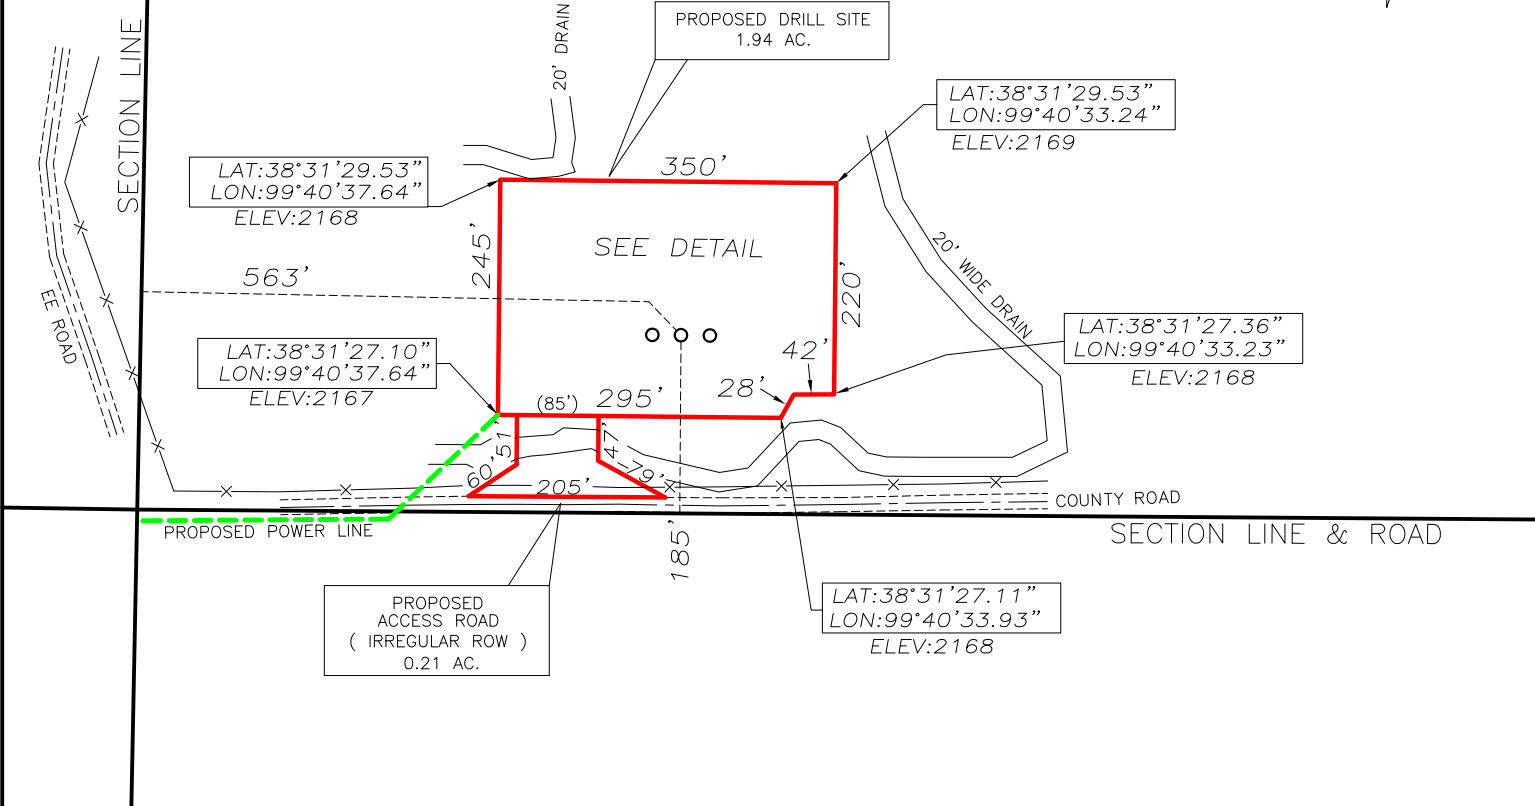 PROPOSED DRILL SITE
1.94 AC.
20' DRAIN
SECTION LINE
LAT:38°31'29.53"
LON:99°40'33.24"
ELEV:2169
LAT:38°31'29.53"
LON:99°40'37.64"
ELEV:2168
350'
245'
SEE DETAIL
563'
220'
20' WIDE DRAIN
EE ROAD
LAT:38°31'27.10"
LON:99°40'37.64"
ELEV:2167
LAT:38°31'27.36"
LON:99°40'33.23"
ELEV:2168
42'
28'
(85')
295'
51'
47'
60'
79'
205'
COUNTY ROAD
PROPOSED POWER LINE
SECTION LINE & ROAD
185'
PROPOSED
ACCESS ROAD
( IRREGULAR ROW )
0.21 AC.
LAT:38°31'27.11"
LON:99°40'33.93"
ELEV:2168